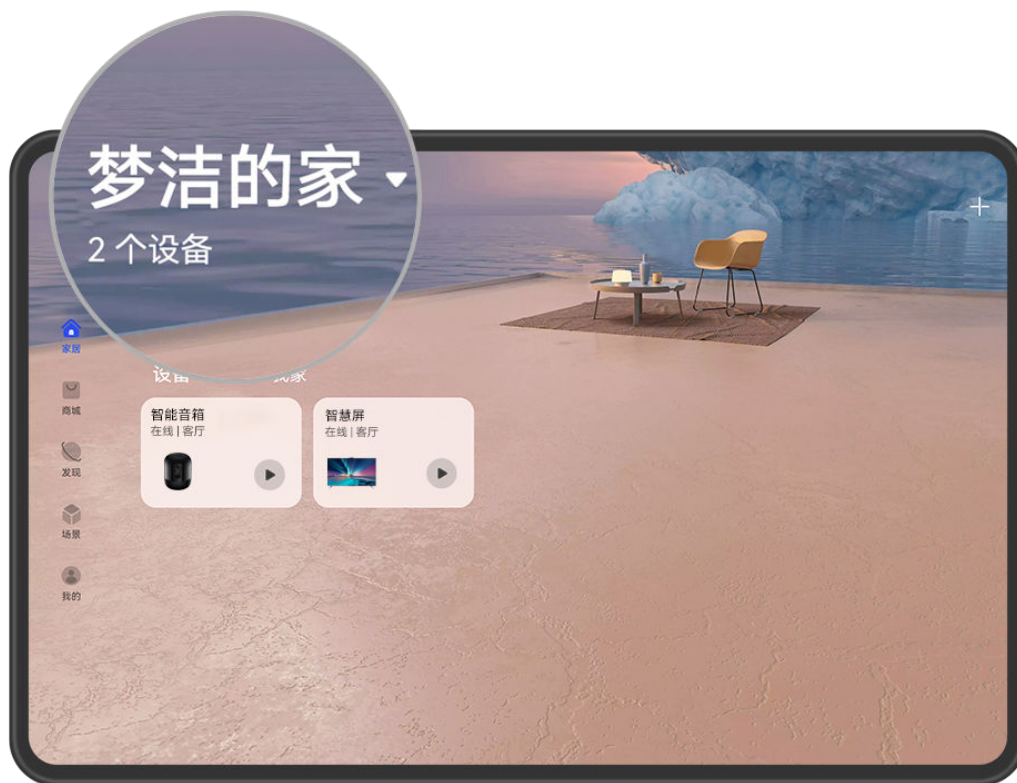 梦洁的家
2 个设备
家居
商城
发现
场景
我的
设备
智能音箱
在线 | 客厅
智慧屏
在线 | 客厅